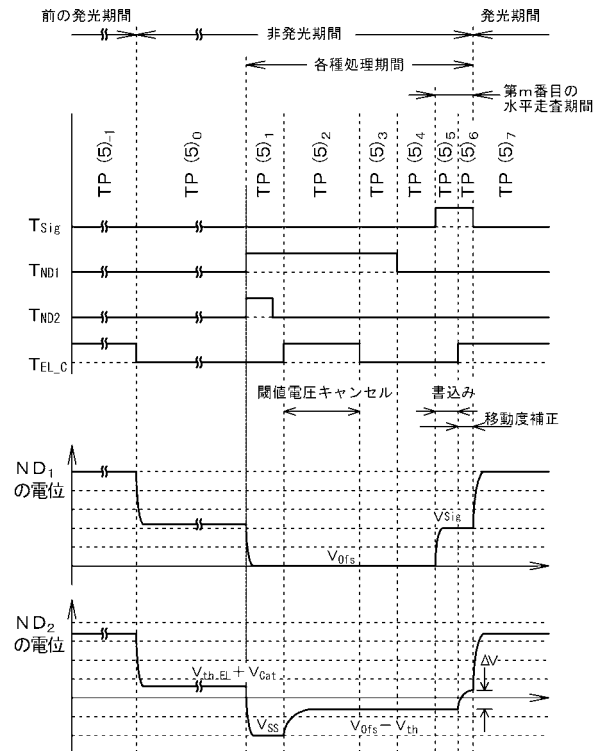 前の発光期間
非発光期間
発光期間
各種処理期間
第m番目の
水平走査期間
TP (5)-1
TP (5)0
TP (5)1
TP (5)2
TP (5)3
TP (5)4
TP (5)5
TP (5)6
TP (5)7
TSig
TND1
TND2
TEL_C
閾値電圧キャンセル
書込み
移動度補正
ND1
の電位
VSig
VOfs
ND2
の電位
Vth_EL + VCat
ΔV
VSS
VOfs−Vth